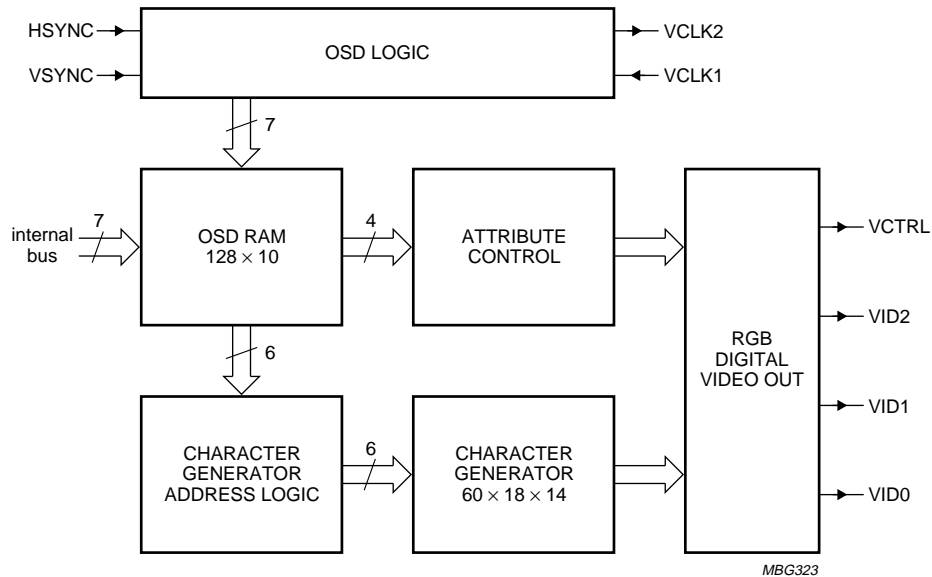 HSYNC
VSYNC
OSD LOGIC
VCLK2
VCLK1
7
internal
bus
7
OSD RAM
128 × 10
4
ATTRIBUTE
CONTROL
6
CHARACTER
GENERATOR
ADDRESS LOGIC
6
CHARACTER
GENERATOR
60 × 18 × 14
RGB
DIGITAL
VIDEO OUT
VCTRL
VID2
VID1
VID0
MBG323